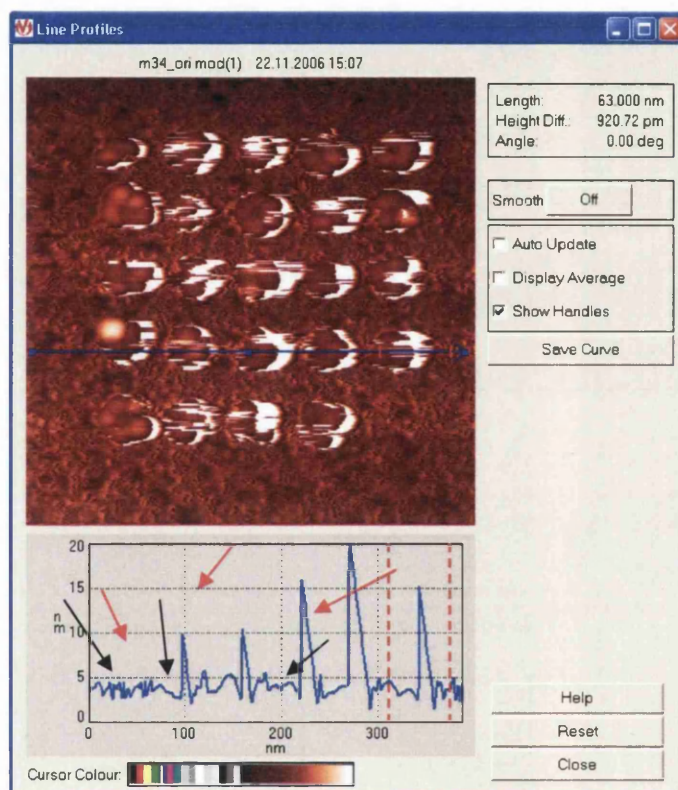 Line Profiles
m34_ori mod(1) 22.11.2006 15:07
Length: 63.000 nm
Height Diff.: 920.72 pm
Angle: 0.00 deg
Smooth Off
Auto Update
Display Average
Show Handles
Save Curve
20
15
nm
10
5
0
0 100 200 300
nm
Help
Reset
Close
Cursor Colour: